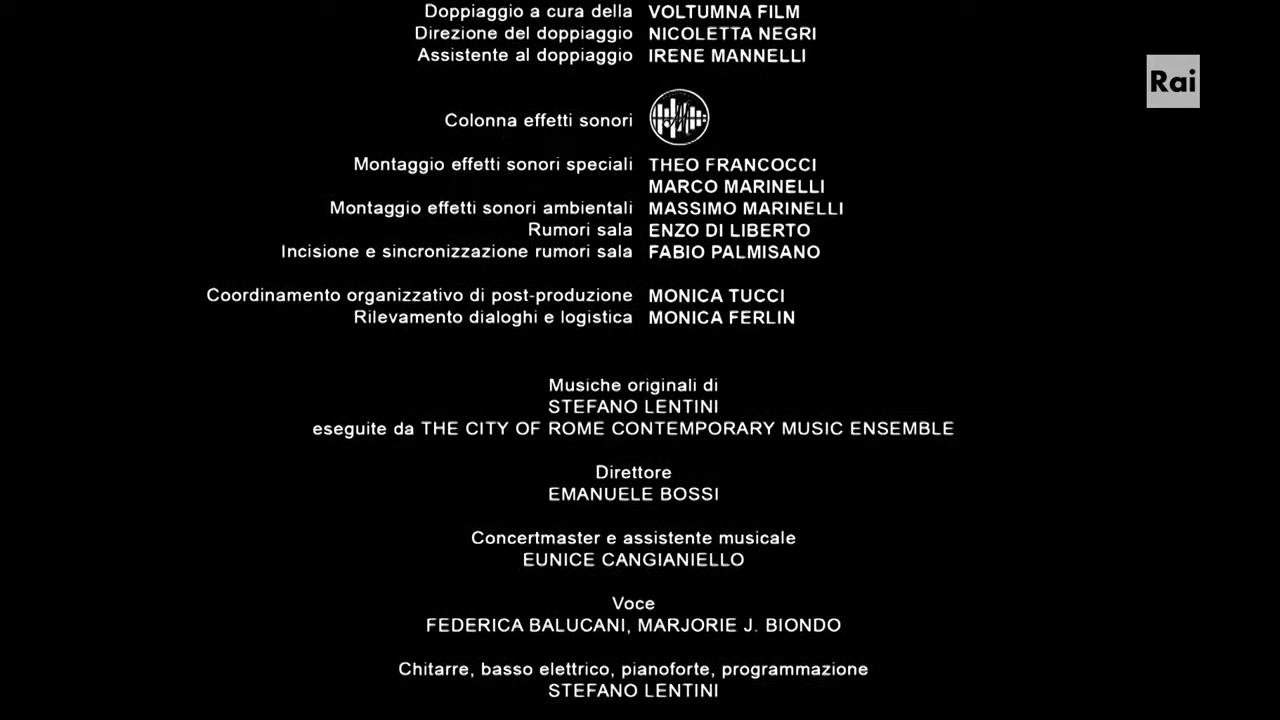 Doppiaggio a cura della VOLTUMNA FILM
Direzione del doppiaggio NICOLETTA NEGRI
Assistente al doppiaggio IRENE MANNELLI
Rai
Colonna effetti sonori
Montaggio effetti sonori speciali THEO FRANCOCCI
MARCO MARINELLI
Montaggio effetti sonori ambientali MASSIMO MARINELLI
Rumori sala ENZO DI LIBERTO
Incisione e sincronizzazione rumori sala FABIO PALMISANO
Coordinamento organizzativo di post-produzione MONICA TUCCI
Rilevamento dialoghi e logistica MONICA FERLIN
Musiche originali di
STEFANO LENTINI
eseguite da THE CITY OF ROME CONTEMPORARY MUSIC ENSEMBLE
Direttore
EMANUELE BOSSI
Concertmaster e assistente musicale
EUNICE CANGIANIELLO
Voce
FEDERICA BALUCANI, MARJORIE J. BIONDO
Chitarre, basso elettrico, pianoforte, programmazione
STEFANO LENTINI